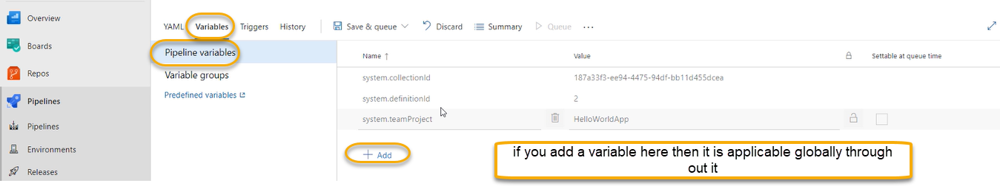 Overview
Boards
Repos
Pipelines
Pipelines
Environments
Releases
YAML Variables Triggers History Save & queue Discard Summary Queue ...
Pipeline variables
Variable groups
Predefined variables
Name ↑ Value Settable at queue time
system.collectionId 187a33f3-ee94-4475-94df-bb11d455dcea
system.definitionId 2
system.teamProject HelloWorldApp
+ Add
if you add a variable here then it is applicable globally through
out it